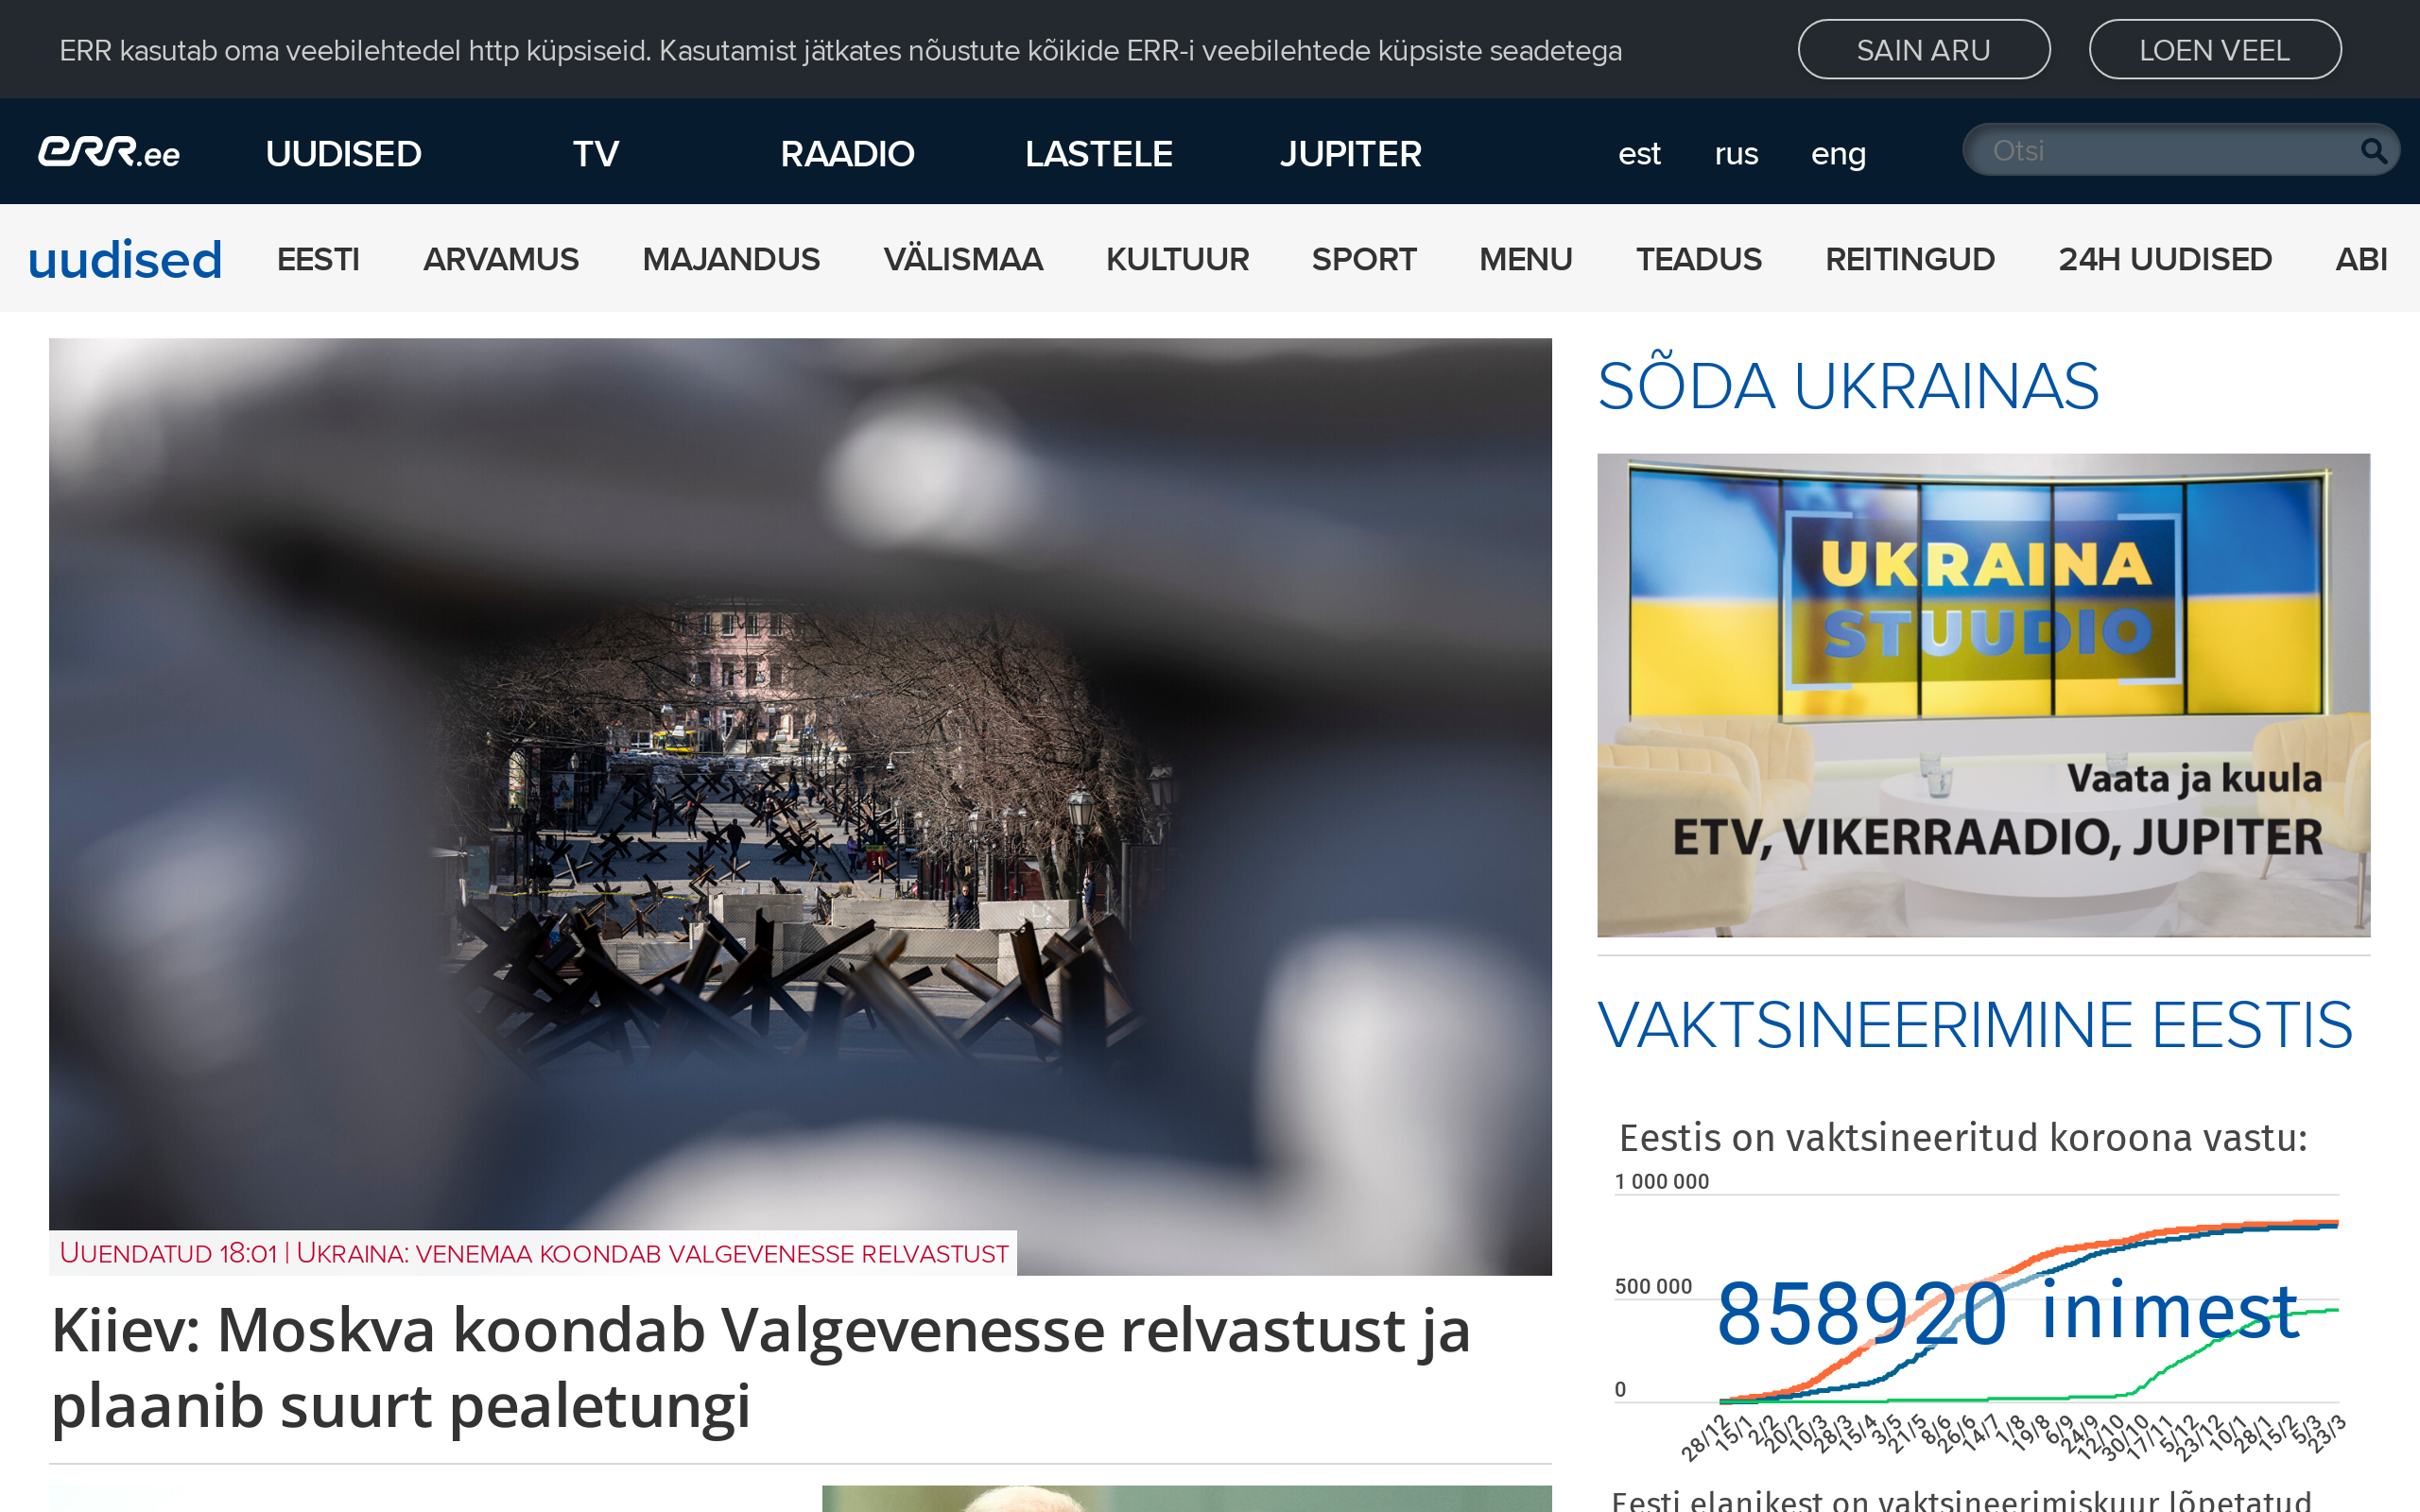 ERR kasutab oma veebilehtedel http küpsiseid. Kasutamist jätkates nõustute kõikide ERR-i veebilehtede küpsiste seadetega
SAIN ARU
LOEN VEEL
err.ee
UUDISED
TV
RAADIO
LASTELE
JUPITER
est
rus
eng
Otsi
uudised
EESTI
ARVAMUS
MAJANDUS
VÄLISMAA
KULTUUR
SPORT
MENU
TEADUS
REITINGUD
24H UUDISED
ABI
UUENDATUD 18:01 | UKRAINA: VENEMAA KOONDAB VALGEVENESSE RELVASTUST
Kiiev: Moskva koondab Valgevenesse relvastust ja
plaanib suurt pealetungi
SÕDA UKRAINAS
UKRAINA
STUUDIO
Vaata ja kuula
ETV, VIKERRAADIO, JUPITER
VAKTSINEERIMINE EESTIS
Eestis on vaktsineeritud koroona vastu:
1 000 000
500 000
858920 inimest
0
28/12
15/1
2/2
20/2
10/3
28/3
15/4
3/5
21/5
8/6
26/6
14/7
1/8
19/8
6/9
24/9
12/10
30/10
17/11
5/12
23/12
10/1
28/1
15/2
5/3
23/3
Eesti elanikest on vaktsineerimiskuur lõpetatud